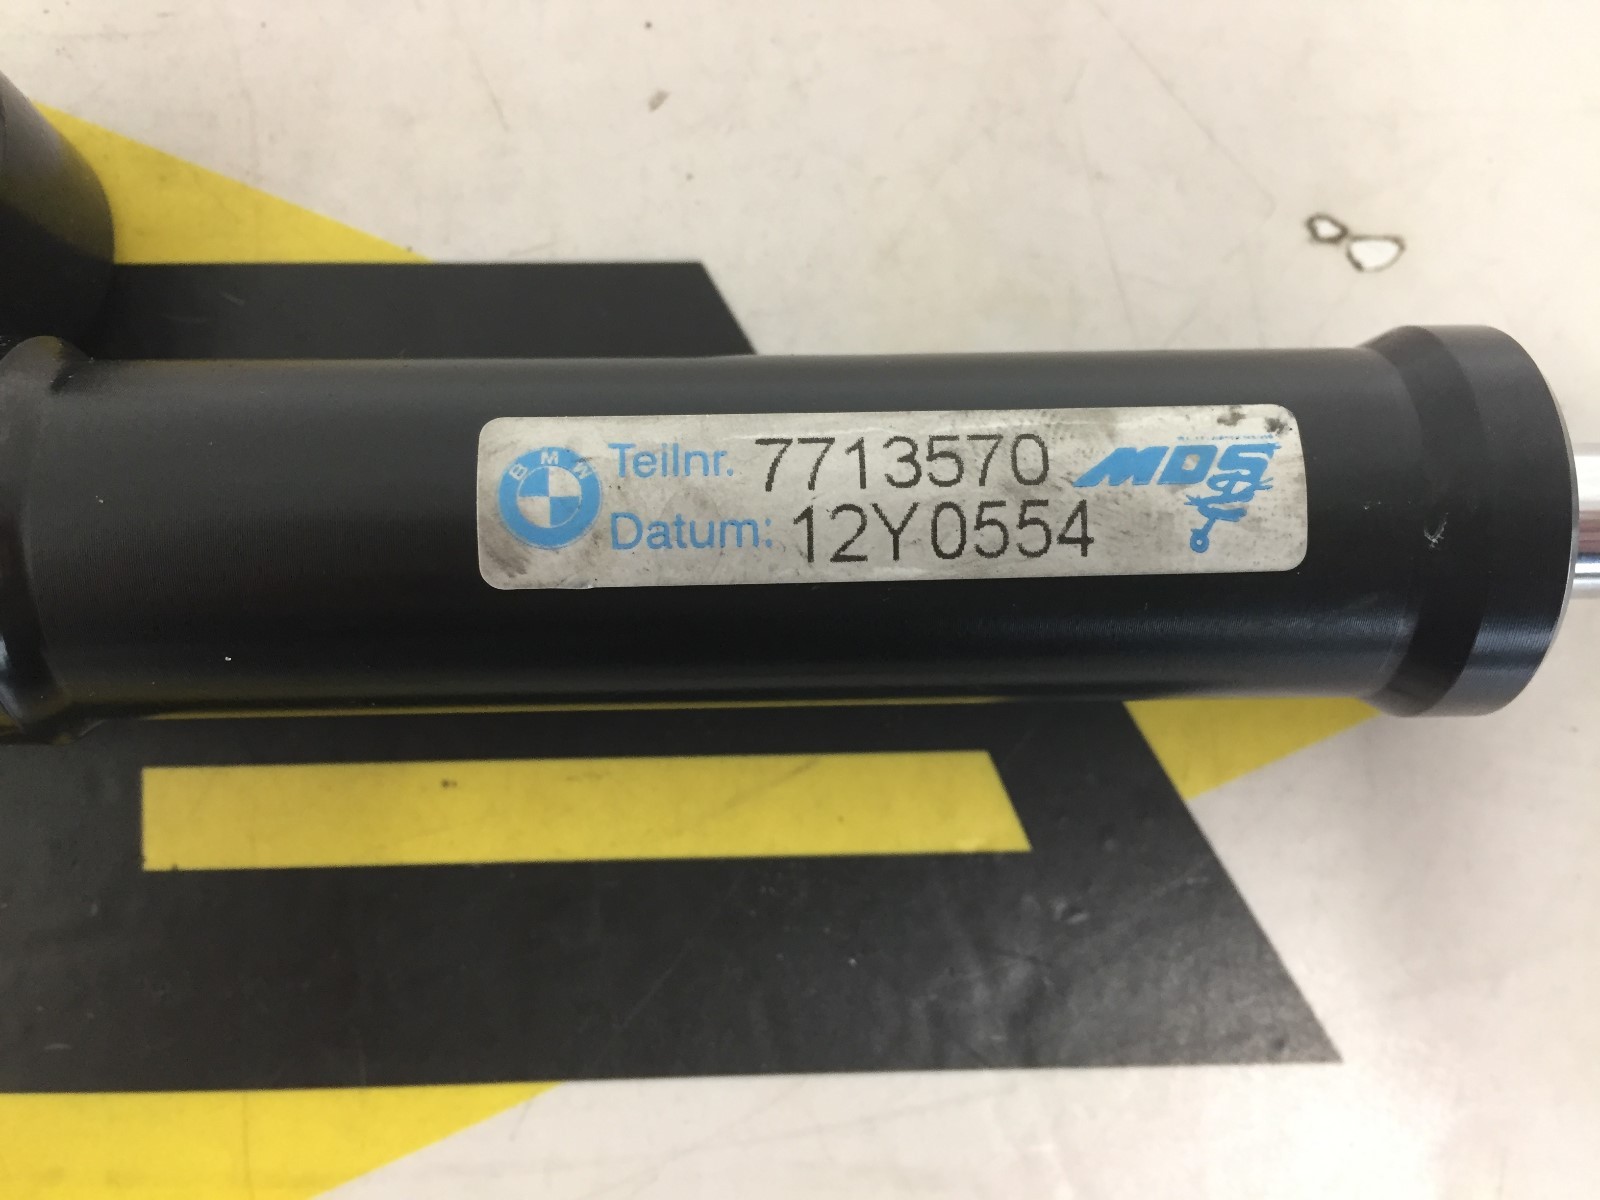 BMW
Teilnr. 7713570 MDS
Datum: 12Y0554